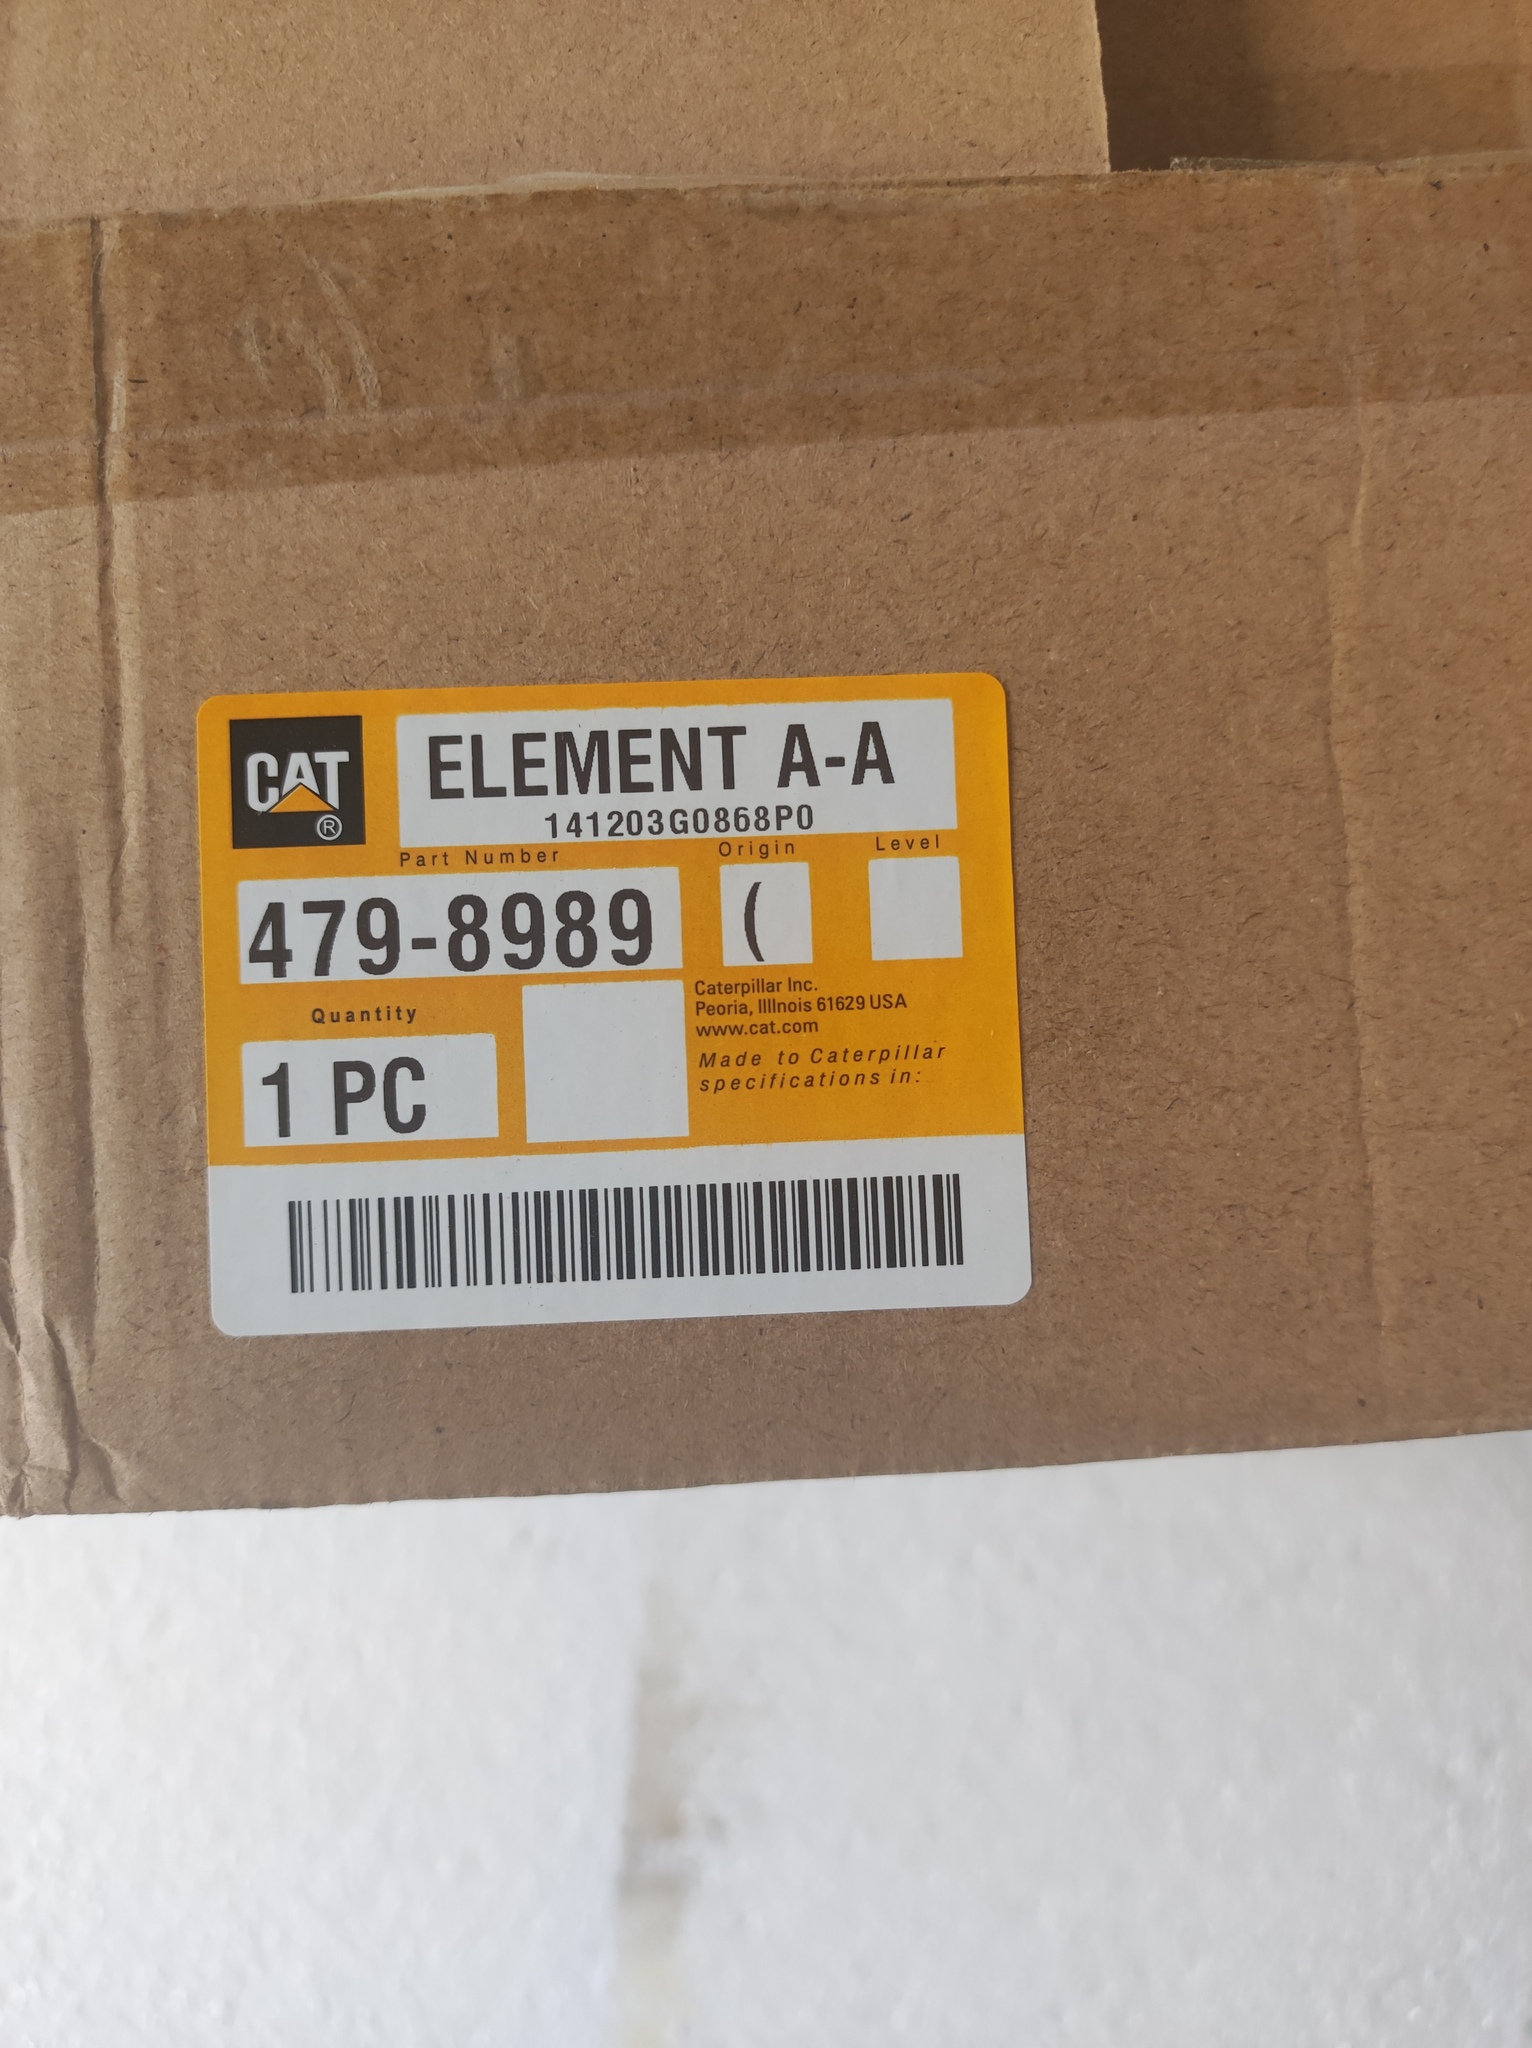 CAT
®
ELEMENT A-A
141203G0868P0
Part Number
Origin
Level
479-8989
(
Quantity
1 PC
Caterpillar Inc.
Peoria, Illlnois 61629 USA
www.cat.com
Made to Caterpillar
specifications in: